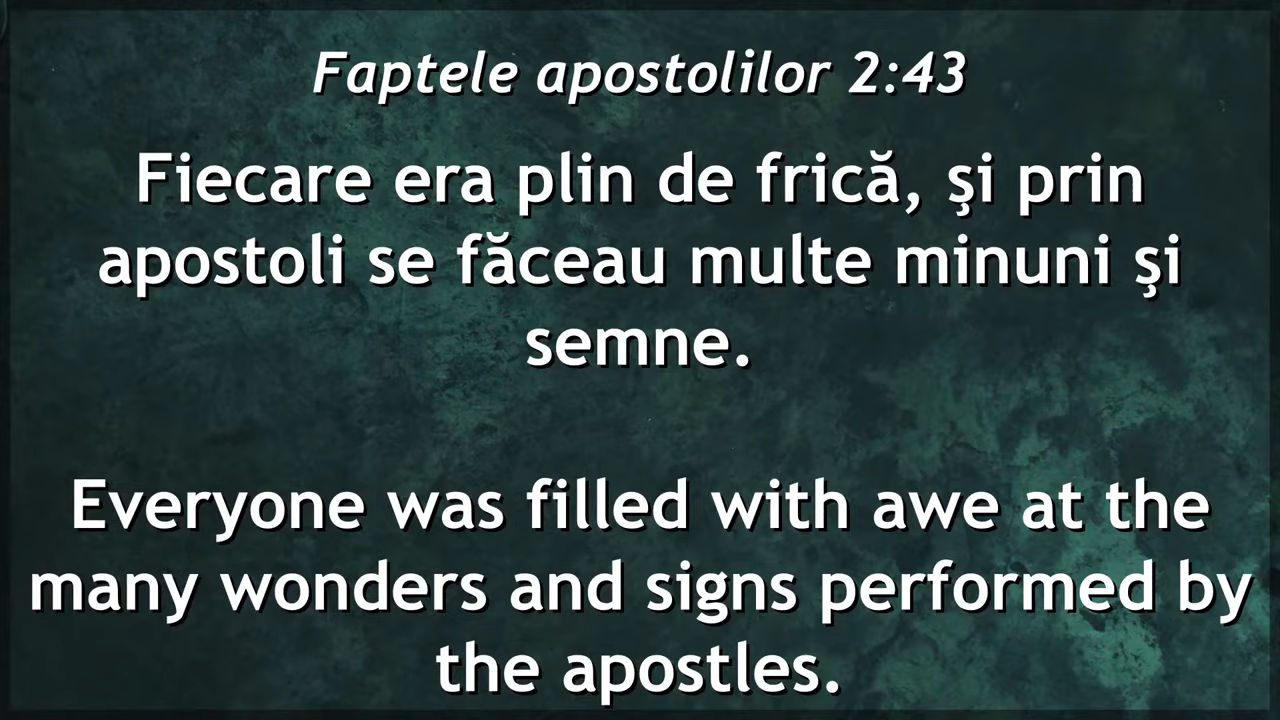 Faptele apostolilor 2:43
Fiecare era plin de frică, şi prin
apostoli se făceau multe minuni şi
semne.
Everyone was filled with awe at the
many wonders and signs performed by
the apostles.